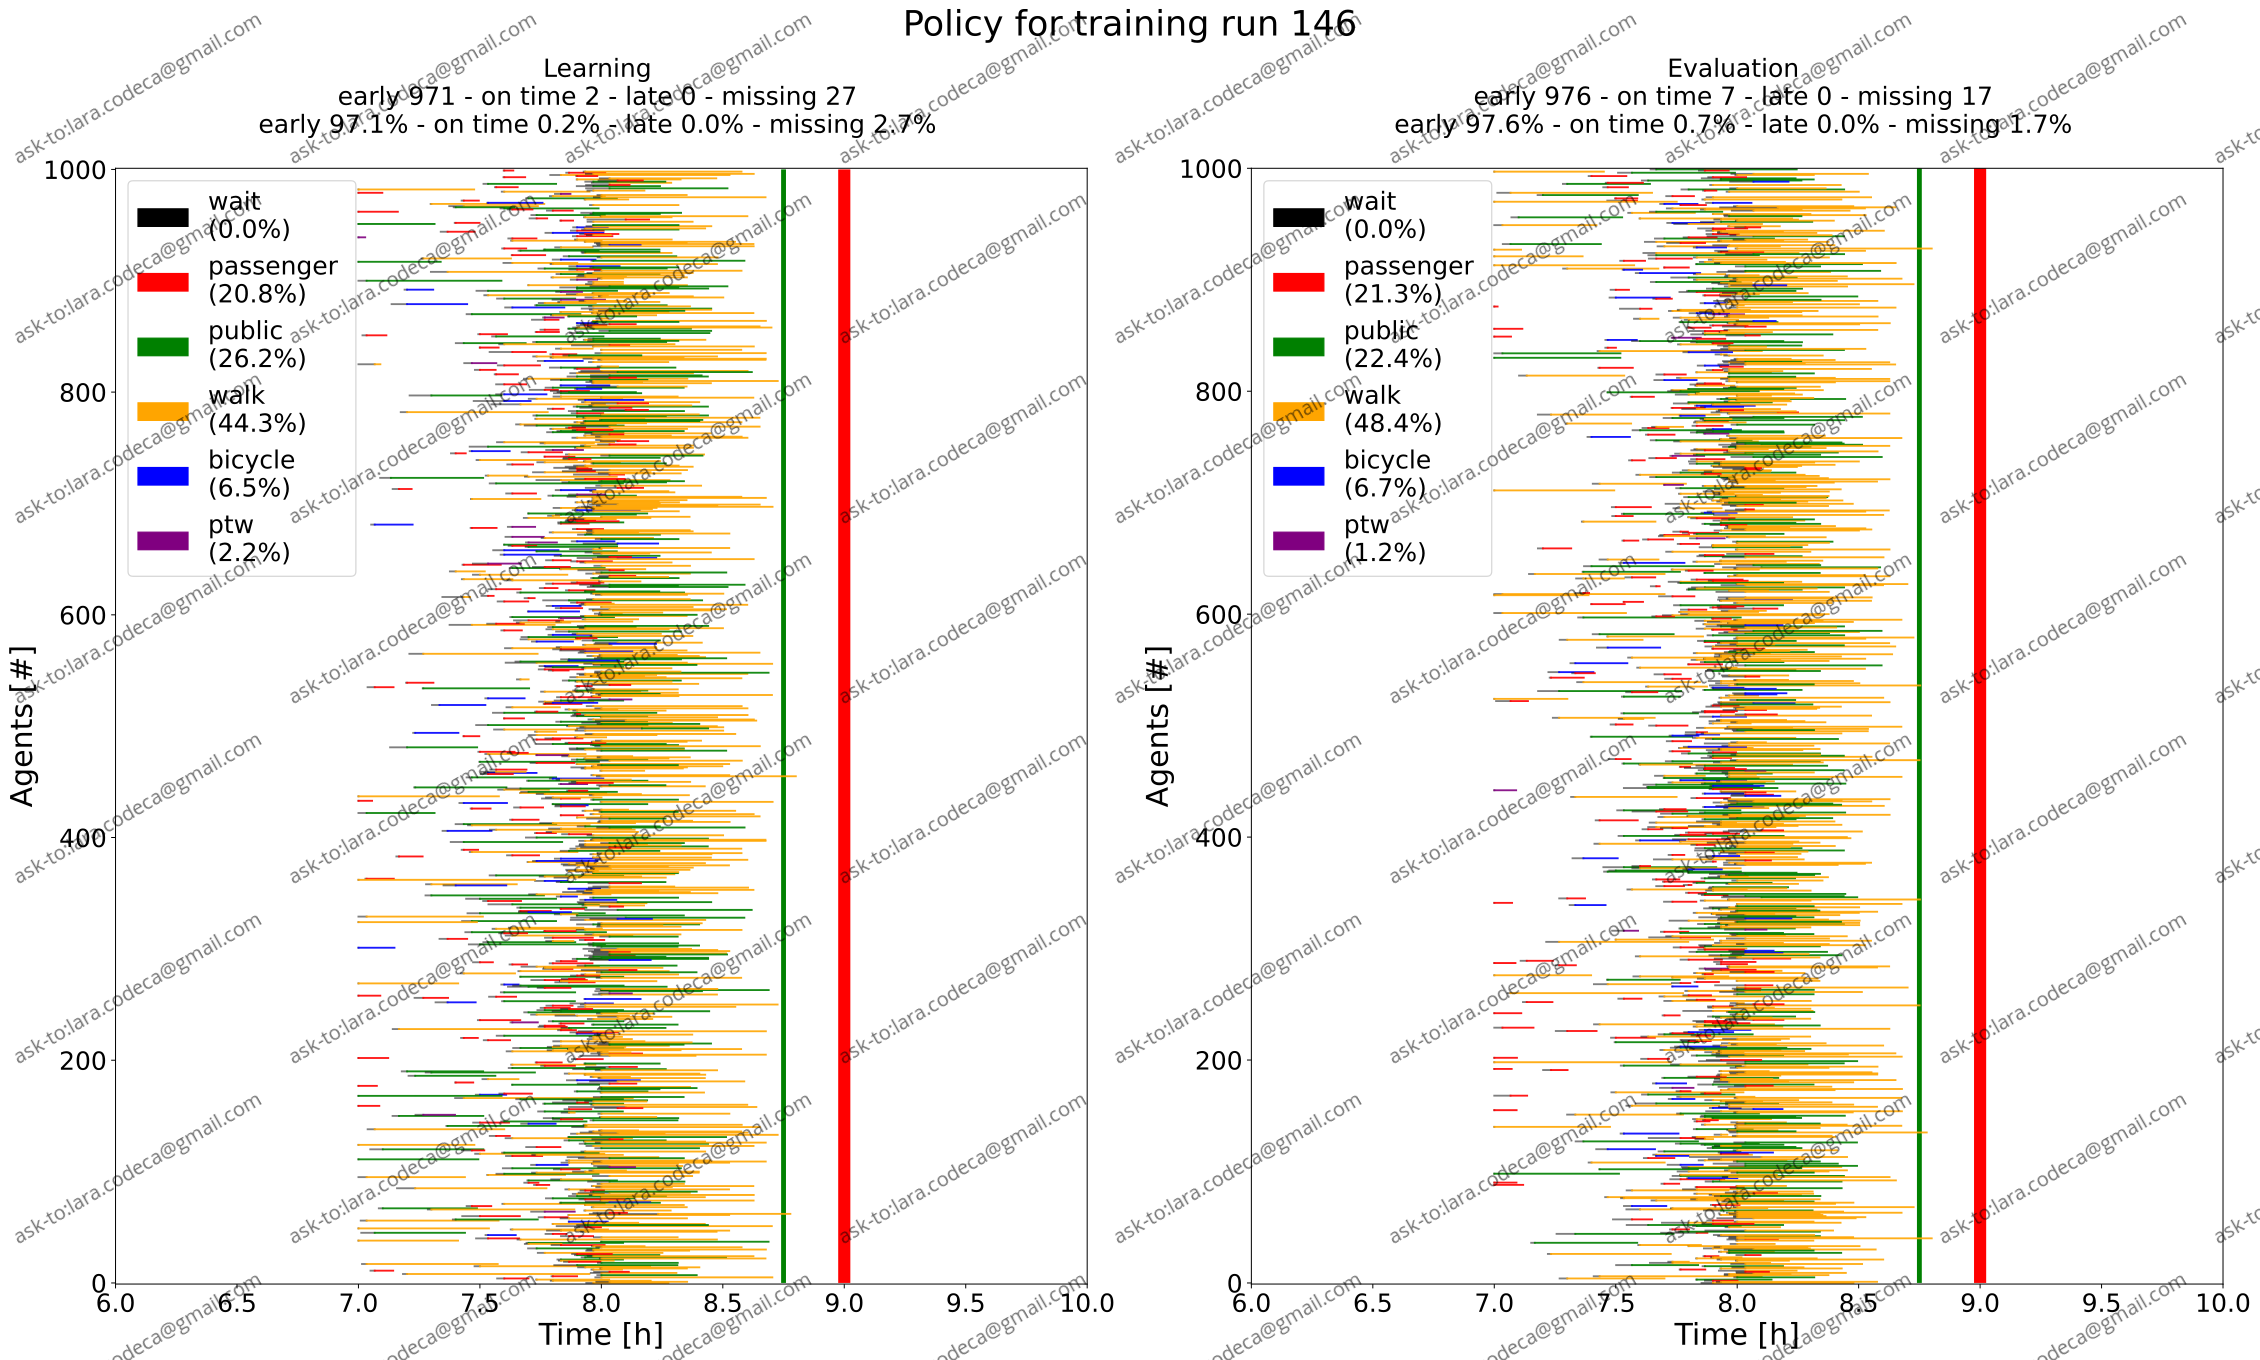 Policy for training run 146
Learning
early 971 - on time 2 - late 0 - missing 27
early 97.1% - on time 0.2% - late 0.0% - missing 2.7%
1000
800
600
400
200
0
Agents [#]
wait
(0.0%)
passenger
(20.8%)
public
(26.2%)
walk
(44.3%)
bicycle
(6.5%)
ptw
(2.2%)
6.0 6.5 7.0 7.5 8.0 8.5 9.0 9.5 10.0
Time [h]
Evaluation
early 976 - on time 7 - late 0 - missing 17
early 97.6% - on time 0.7% - late 0.0% - missing 1.7%
1000
800
600
400
200
0
Agents [#]
wait
(0.0%)
passenger
(21.3%)
public
(22.4%)
walk
(48.4%)
bicycle
(6.7%)
ptw
(1.2%)
6.0 6.5 7.0 7.5 8.0 8.5 9.0 9.5 10.0
Time [h]
ask-to:lara.codeca@gmail.com